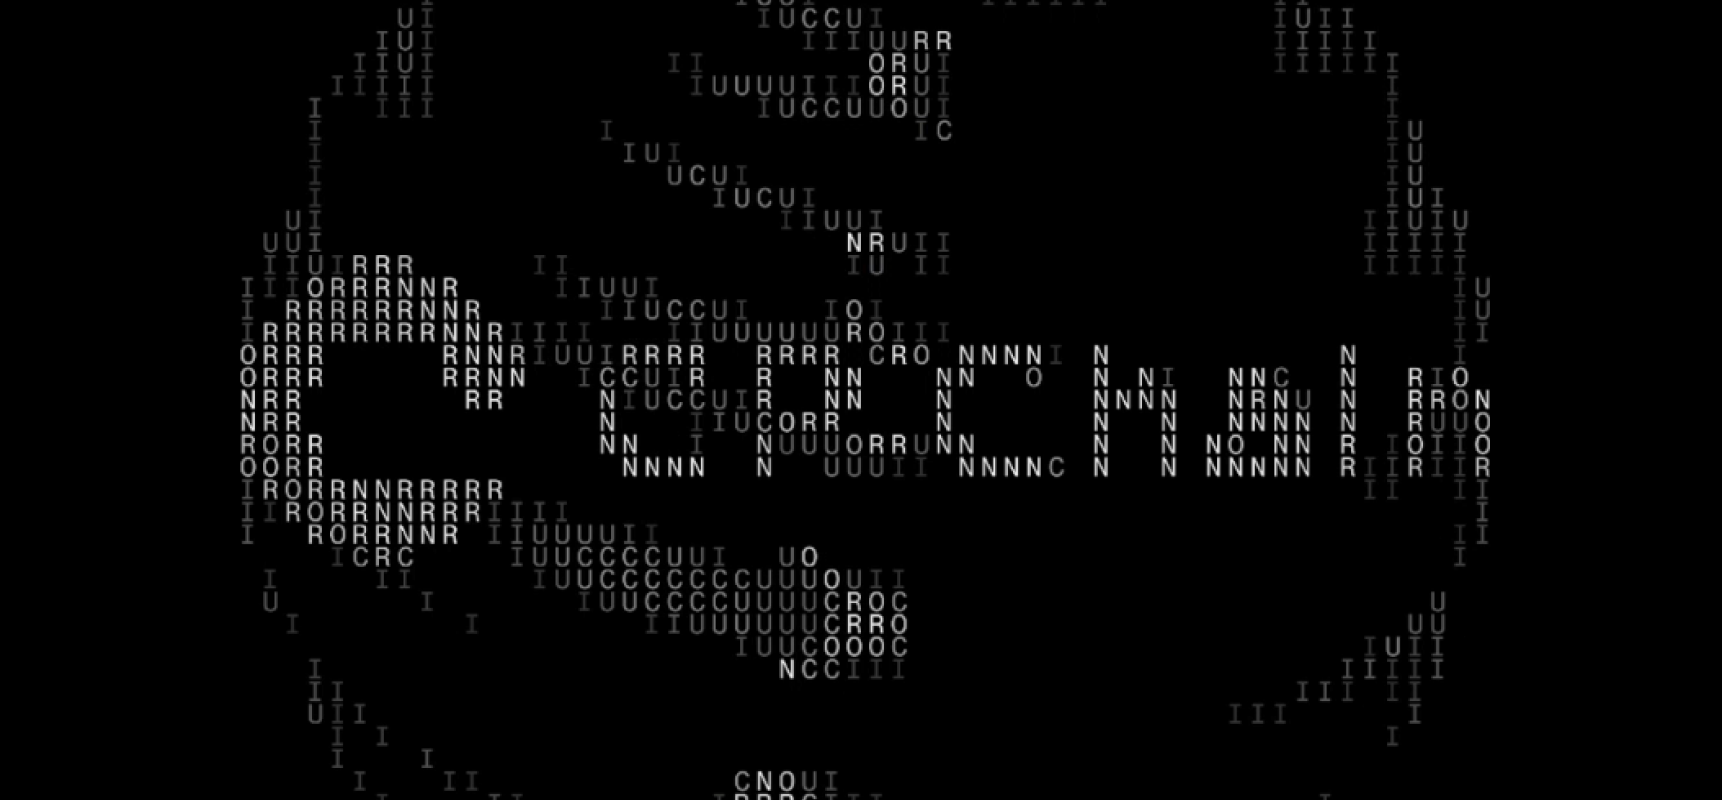 UI IUCCUI IUII
IUI IIIUURR IIIII
IIUI II ORUI IIIIII
IIIII IUUUUIIIORUI I
I III IUCCUUOUI I
I I IC IU
I IUI IU
I UCUI IU
I IUCUI IUI
UI IIUUI IIUIU
UUI NRUII IIIII
IIUIRRR II IU II IIIII
IIIORRRRNNR IIUUI IU
I RRRRRRRNNR IIUCCUI IOI IU
IRRRRRRRRNNRIIII IIUUUUUUROIII II
ORRR RNNRIUUIRRRR RRRR CRO NNNNI N N I
ORRR RRNN ICCUIR R NN NN O N NI NNC N RIO
NRR RR NIUCCUIR NN N NNNN NRNU N RRON
NRR N IIUCORR N N N NNNN N RUUO
RORR NN I NUUUORRUNN N N NO NN R IOIIO
OORR NNNN N UUUII NNNNC N N NNNNN RIIRIIR
IRORRNNRRRRR II II
IIRORRNNRRRIIII I
I RORRNNR IIUUUUII II
ICRC IUUCCCCUUI UO I
I II IUUCCCCCCCUUUOUII
U I IUUCCCCUUUUCROC U
I I IIUUUUUUCRRO UU
IUUCOOOC IUII
I NCCIII IIIII
II III II
UII III I
I I I
I I
I II CNOUI